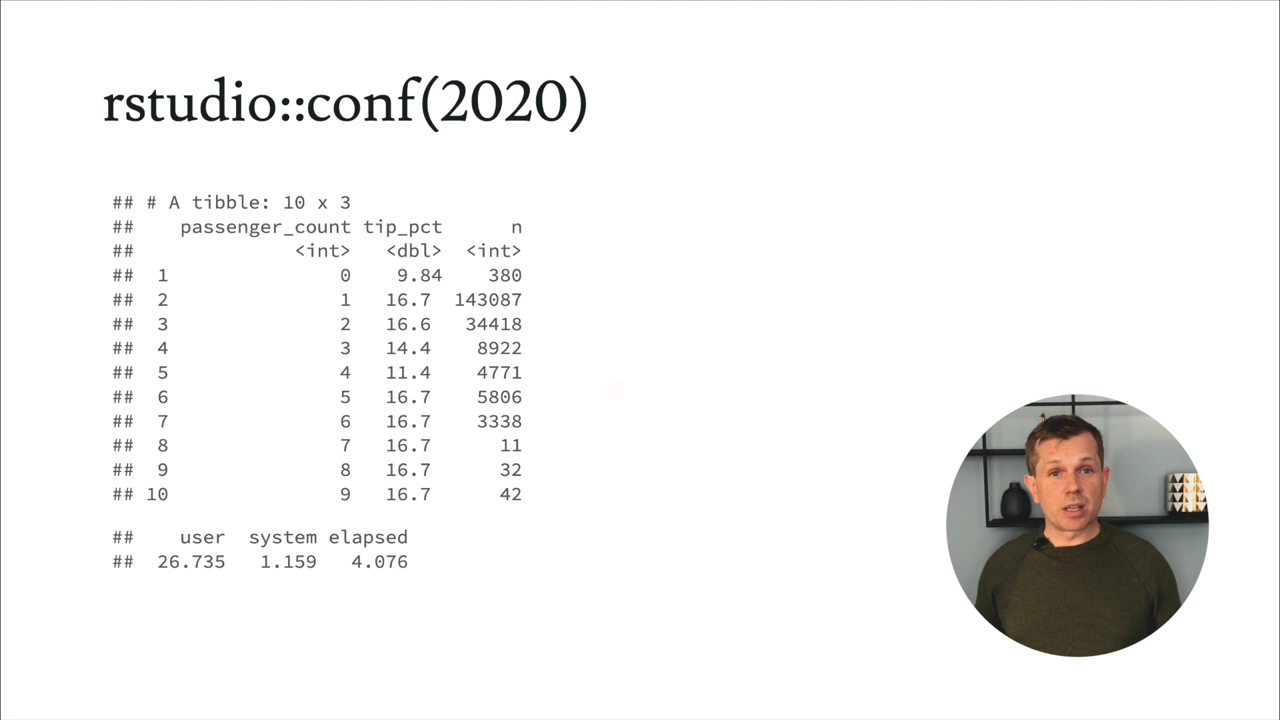 rstudio::conf(2020)
## # A tibble: 10 x 3
##    passenger_count tip_pct      n
##              <int>   <dbl>  <int>
##  1               0    9.84    380
##  2               1   16.7  143087
##  3               2   16.6   34418
##  4               3   14.4    8922
##  5               4   11.4    4771
##  6               5   16.7    5806
##  7               6   16.7    3338
##  8               7   16.7      11
##  9               8   16.7      32
## 10               9   16.7      42
##    user  system elapsed
##  26.735   1.159   4.076